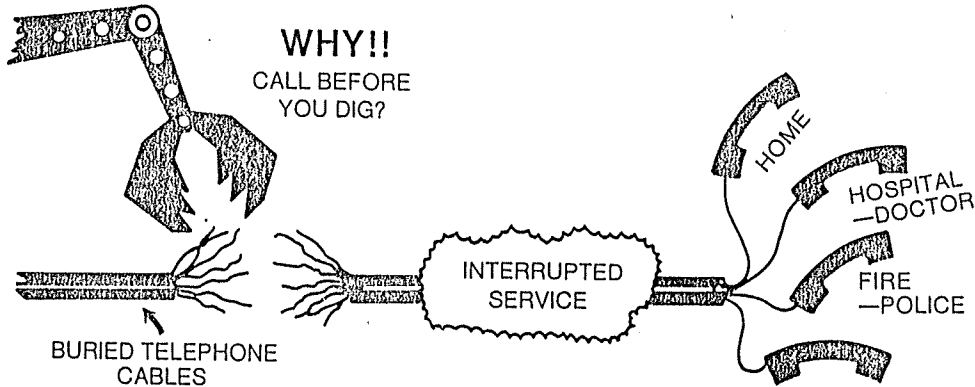 WHY!!
CALL BEFORE
YOU DIG?
HOME
HOSPITAL
—DOCTOR
FIRE
—POLICE
INTERRUPTED
SERVICE
BURIED TELEPHONE
CABLES